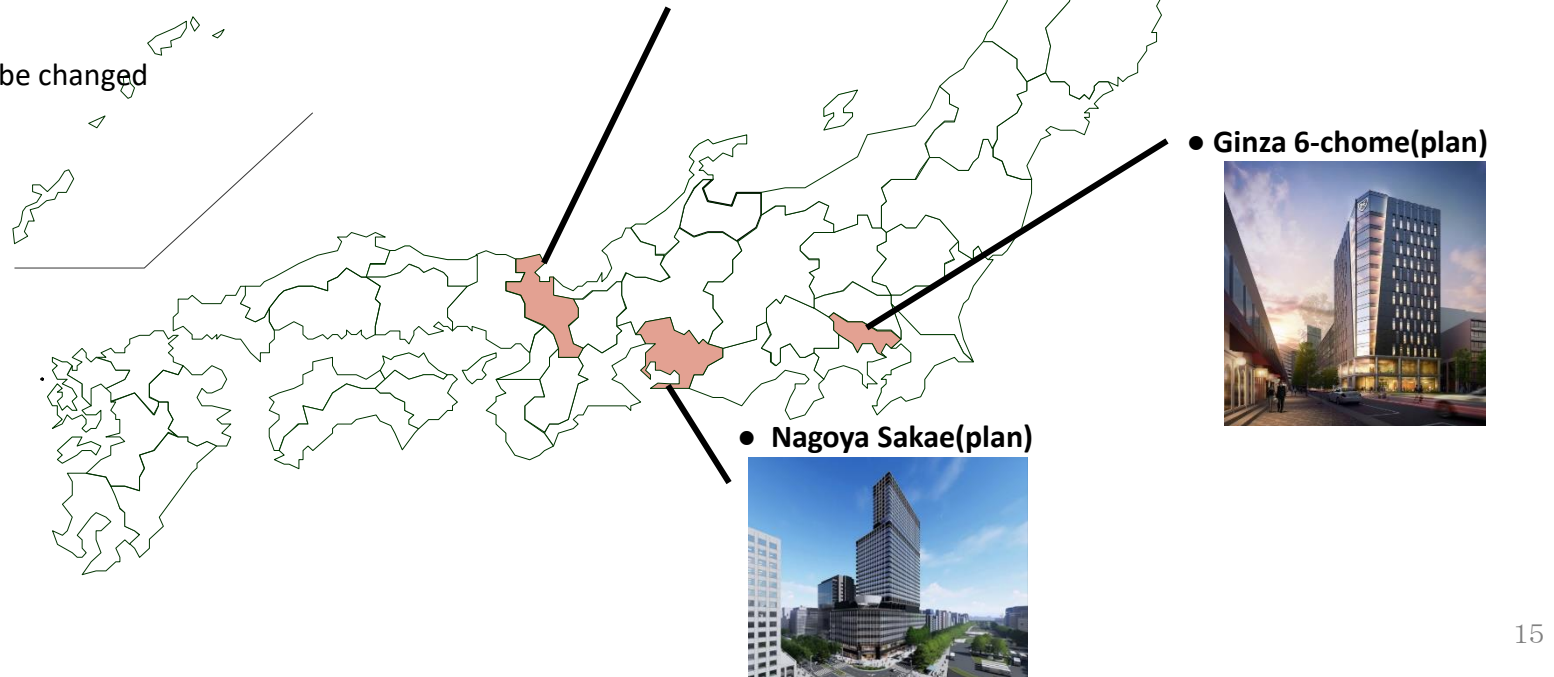 be changed
● Ginza 6-chome(plan)
● Nagoya Sakae(plan)
15